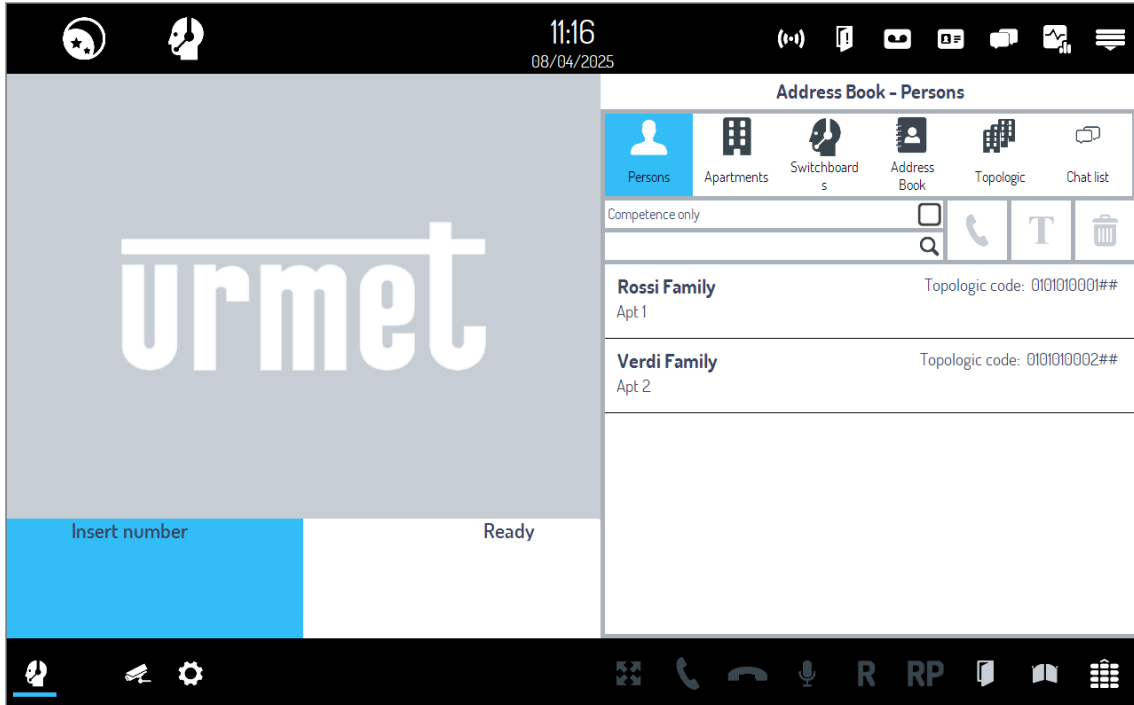 11:16
08/04/2025
urmet
Insert number
Ready
Address Book - Persons
Persons
Apartments
Switchboard
s
Address
Book
Topologic
Chat list
Competence only
T
Rossi Family
Topologic code: 0101010001##
Apt 1
Verdi Family
Topologic code: 0101010002##
Apt 2
R
RP